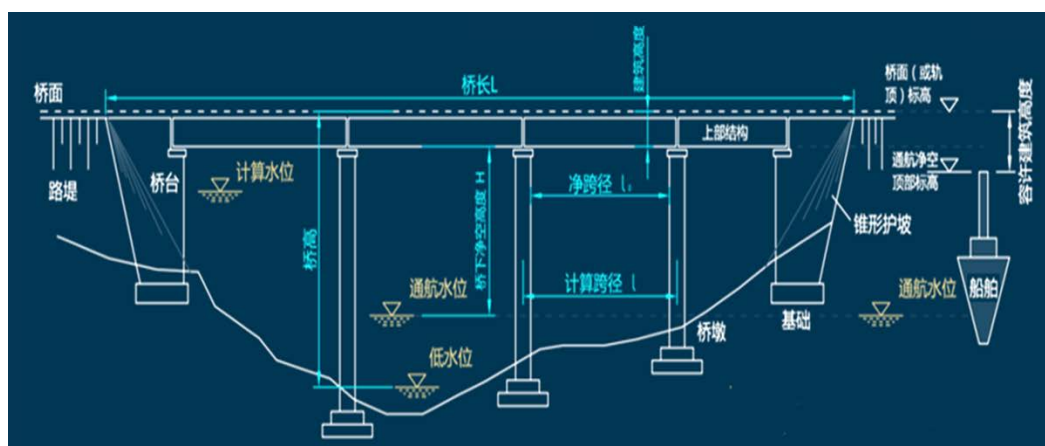 桥面
桥长L
建筑高度
桥面（或轨
顶）标高
容许建筑高度
上部结构
通航净空
顶部标高
路堤
桥台
计算水位
净跨径 l₀
桥下净空高度 H
锥形护坡
桥高
通航水位
计算跨径 l
通航水位
船舶
桥墩
基础
低水位